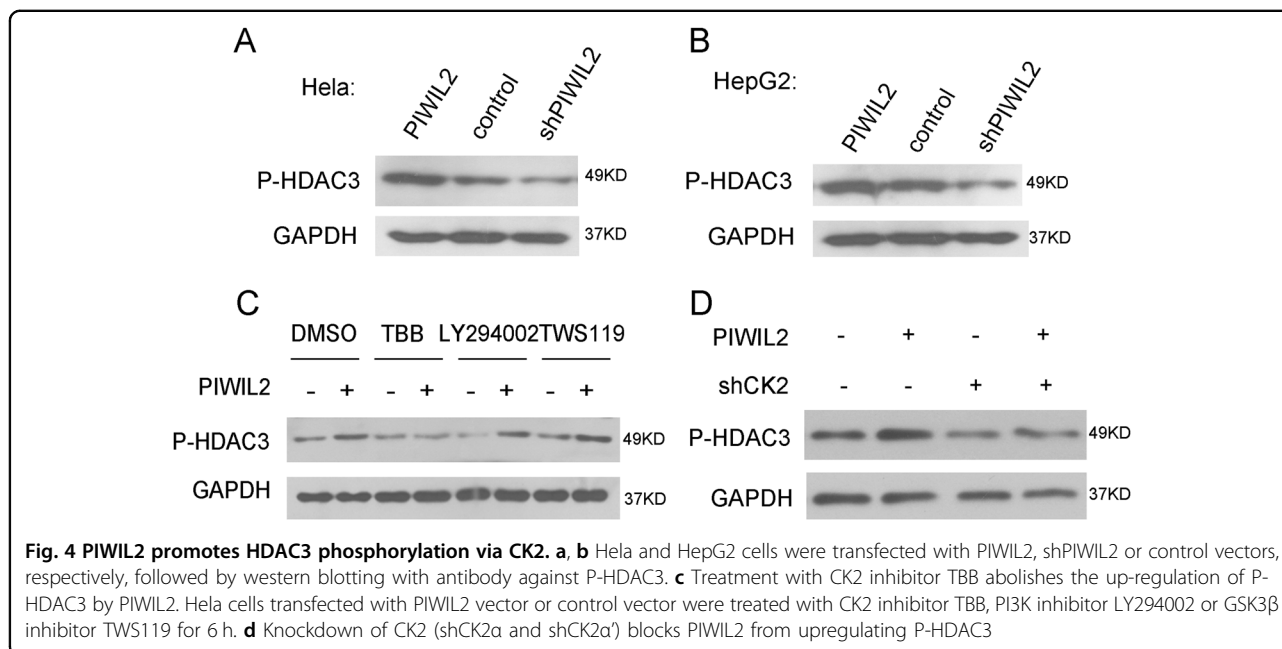 A
Hela:
PIWIL2 control shPIWIL2
P-HDAC3 49KD
GAPDH 37KD
B
HepG2:
PIWIL2 control shPIWIL2
P-HDAC3 49KD
GAPDH 37KD
C
DMSO TBB LY294002 TWS119
PIWIL2 - + - + - + - +
P-HDAC3 49KD
GAPDH 37KD
D
PIWIL2 - + - +
shCK2 - - + +
P-HDAC3 49KD
GAPDH 37KD
Fig. 4 PIWIL2 promotes HDAC3 phosphorylation via CK2. a, b Hela and HepG2 cells were transfected with PIWIL2, shPIWIL2 or control vectors,
respectively, followed by western blotting with antibody against P-HDAC3. c Treatment with CK2 inhibitor TBB abolishes the up-regulation of P-
HDAC3 by PIWIL2. Hela cells transfected with PIWIL2 vector or control vector were treated with CK2 inhibitor TBB, PI3K inhibitor LY294002 or GSK3β
inhibitor TWS119 for 6 h. d Knockdown of CK2 (shCK2α and shCK2α’) blocks PIWIL2 from upregulating P-HDAC3